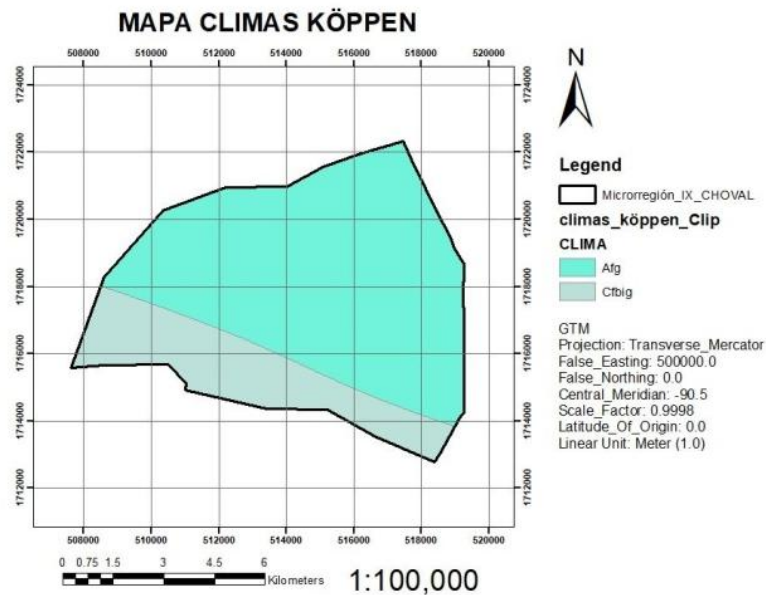 MAPA CLIMAS KÖPPEN
508000 510000 512000 514000 516000 518000 520000
1724000 1724000
1722000 1722000
1720000 1720000
1718000 1718000
1716000 1716000
1714000 1714000
1712000 1712000
508000 510000 512000 514000 516000 518000 520000
0 0.75 1.5 3 4.5 6
Kilometers
1:100,000
N
Legend
Microrregión_IX_CHOVAL
climas_köppen_Clip
CLIMA
Afg
Cfbig
GTM
Projection: Transverse_Mercator
False_Easting: 500000.0
False_Northing: 0.0
Central_Meridian: -90.5
Scale_Factor: 0.9998
Latitude_Of_Origin: 0.0
Linear Unit: Meter (1.0)